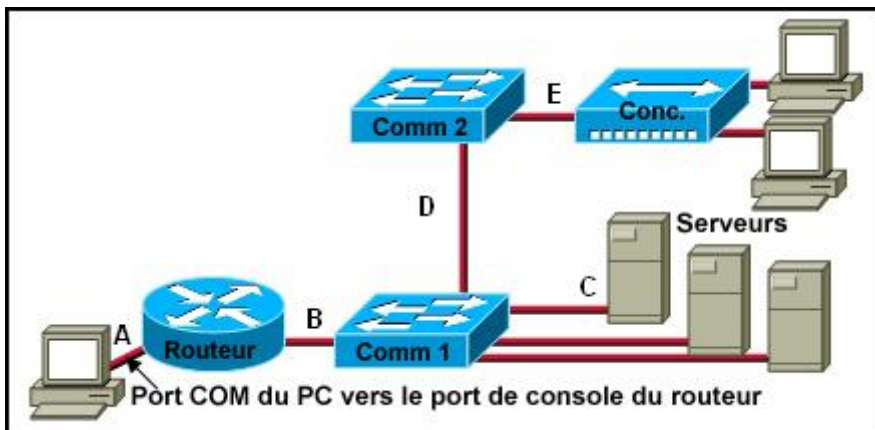 E
Conc.
Comm 2
D
Serveurs
C
A
B
Routeur
Comm 1
Port COM du PC vers le port de console du routeur